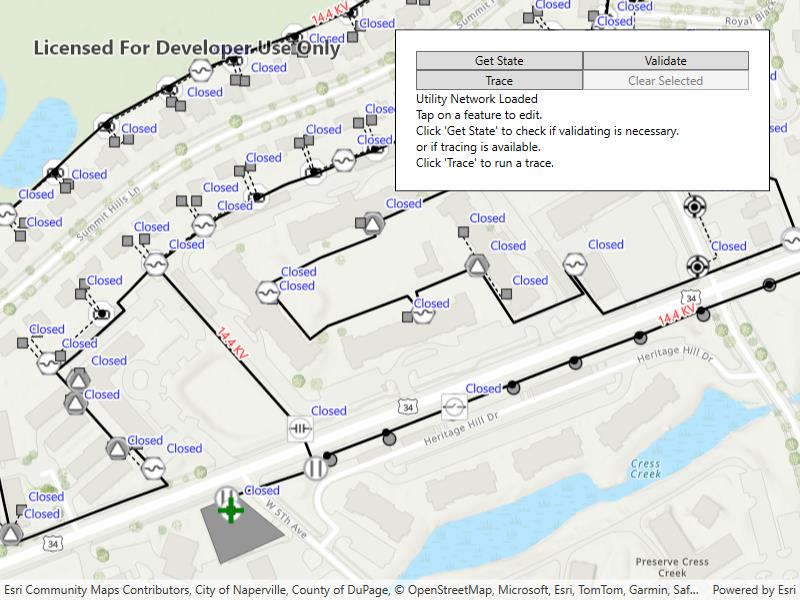 14.4 KV
Closed
Closed
Summit H
Royal Black
Licensed For Developer Use Only
Closed
Closed
Closed
Closed
Closed
Get State
Validate
Trace
Clear Selected
Utility Network Loaded
Tap on a feature to edit.
Click 'Get State' to check if validating is necessary.
or if tracing is available.
Click 'Trace' to run a trace.
Closed
Closed
Closed
Closed
Closed
Closed
Summit Hills Ln
Closed
Closed
Closed
Closed
Closed
Closed
Closed
Closed
Closed
Closed
Closed
Closed
Closed
34
14.4 KV
14.4 KV
Closed
Closed
Heritage Hill Dr
Closed
Closed
34
Closed
Heritage Hill Dr
Closed
Closed
Cress
Creek
Closed
Closed
W 5Th Ave
Closed
34
Preserve Cress
Creek
Esri Community Maps Contributors, City of Naperville, County of DuPage, © OpenStreetMap, Microsoft, Esri, TomTom, Garmin, Saf...
Powered by Esri